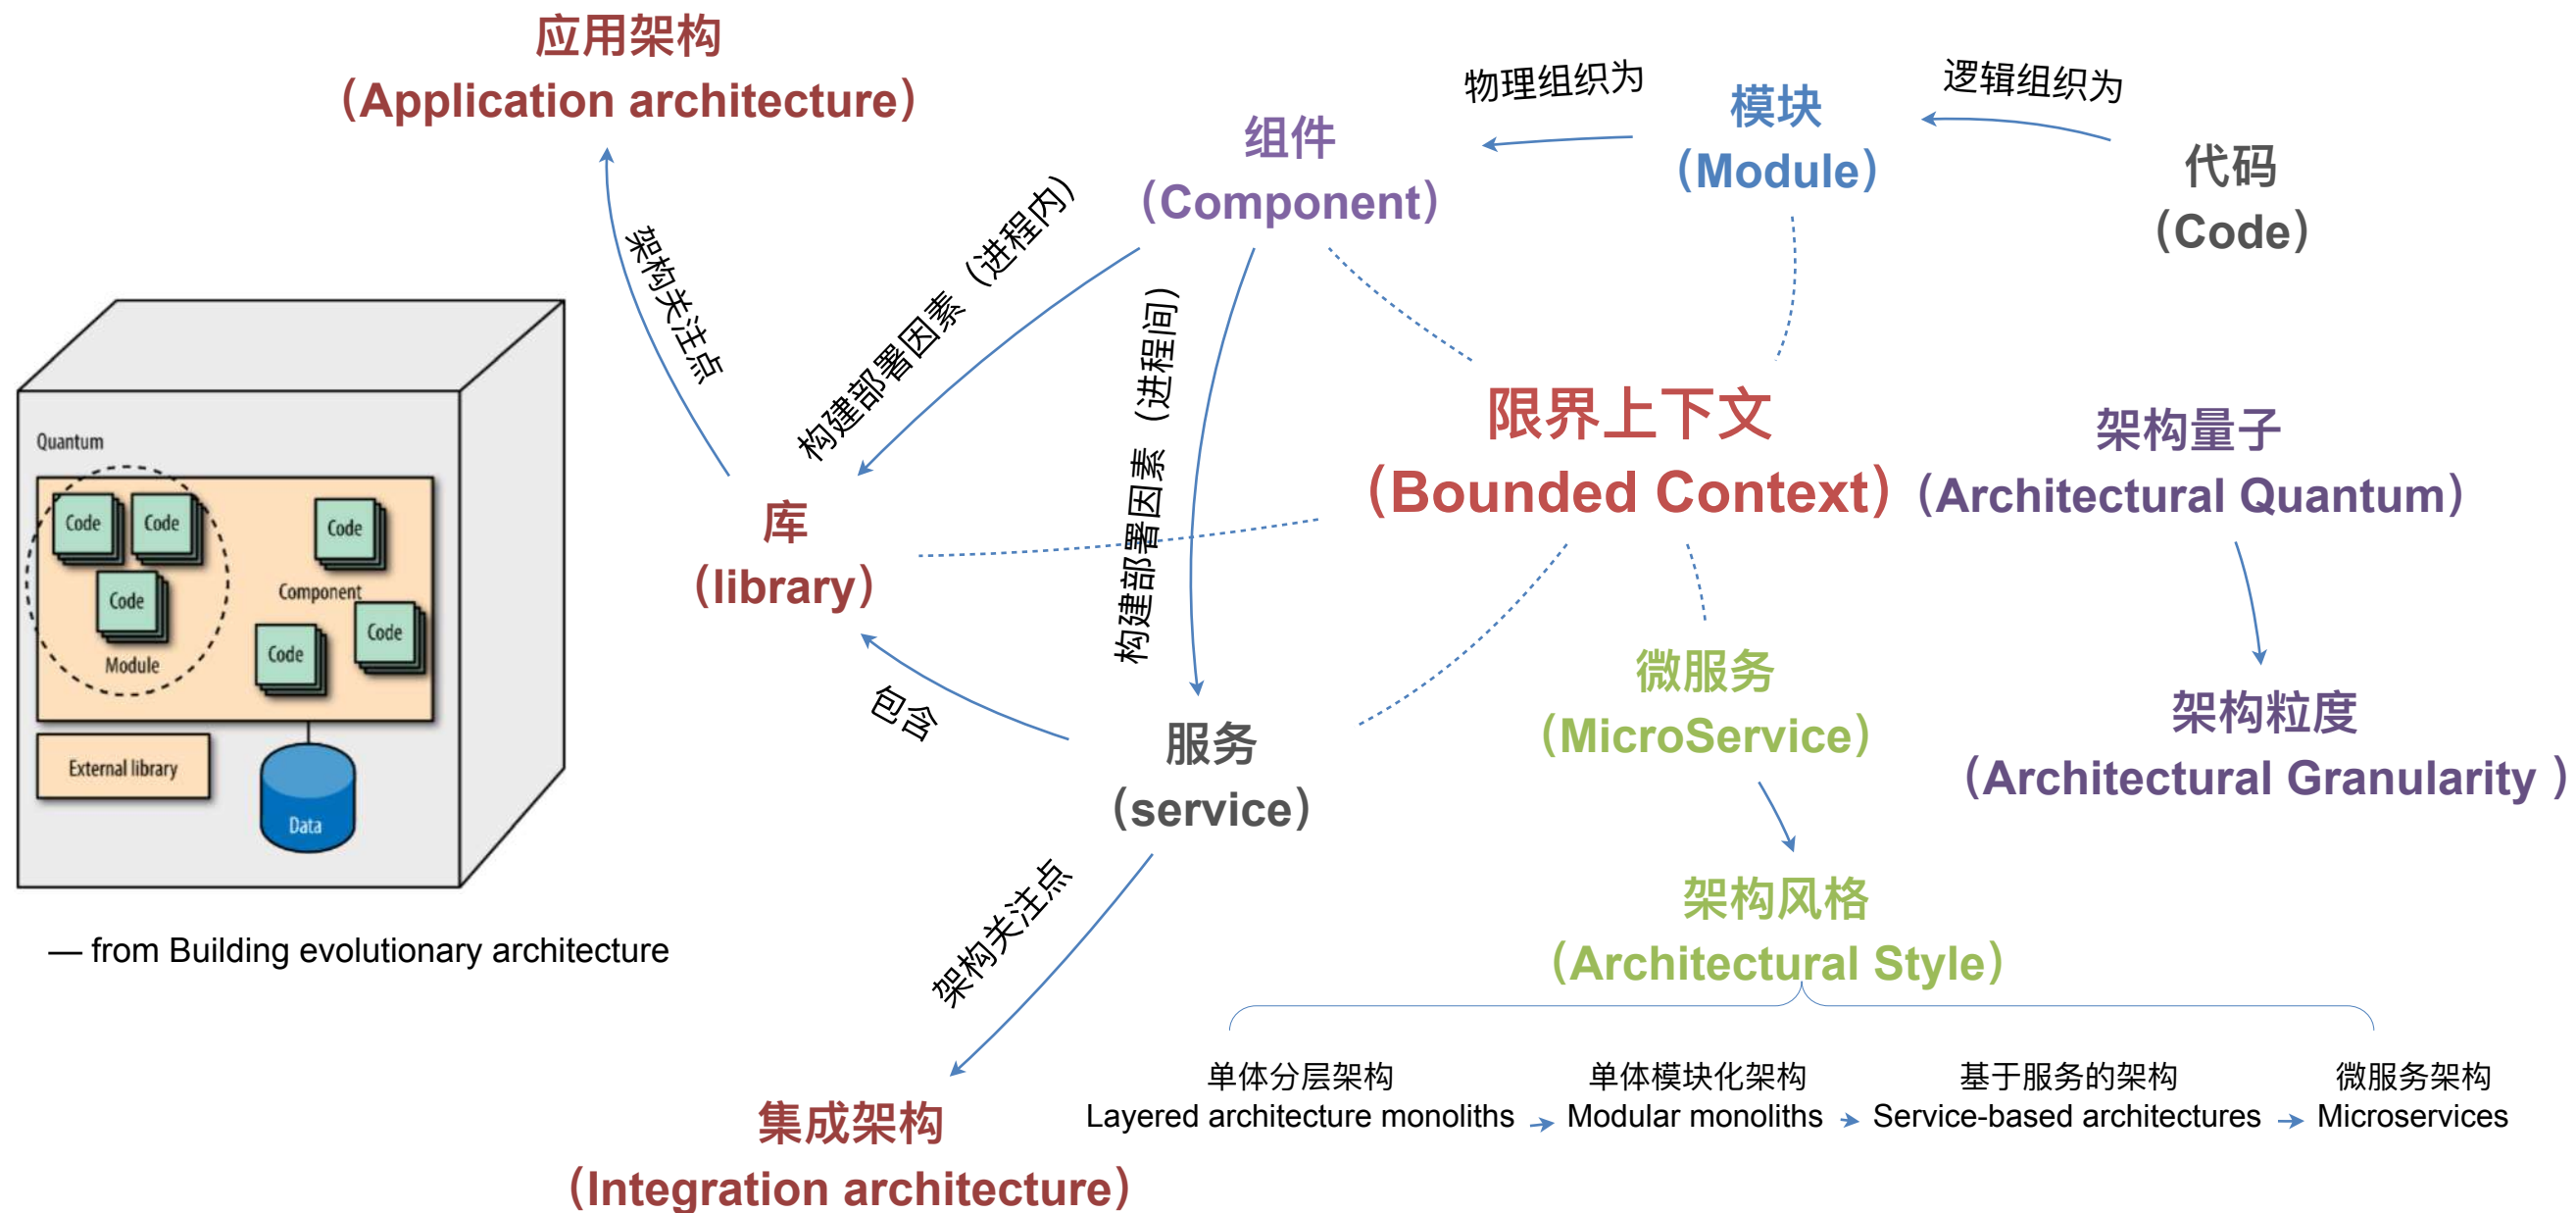 应用架构
（Application architecture）
物理组织为
模块
（Module）
逻辑组织为
组件
（Component）
代码
（Code）
架构关注点
构建部署因素（进程内）
构建部署因素（进程间）
限界上下文
（Bounded Context）
架构量子
（Architectural Quantum）
库
（library）
包含
服务
（service）
微服务
（MicroService）
架构粒度
（Architectural Granularity ）
架构风格
（Architectural Style）
架构关注点
集成架构
（Integration architecture）
单体分层架构
Layered architecture monoliths
单体模块化架构
Modular monoliths
基于服务的架构
Service-based architectures
微服务架构
Microservices
Quantum
Code
Code
Code
Module
Code
Component
Code
Code
External library
Data
— from Building evolutionary architecture